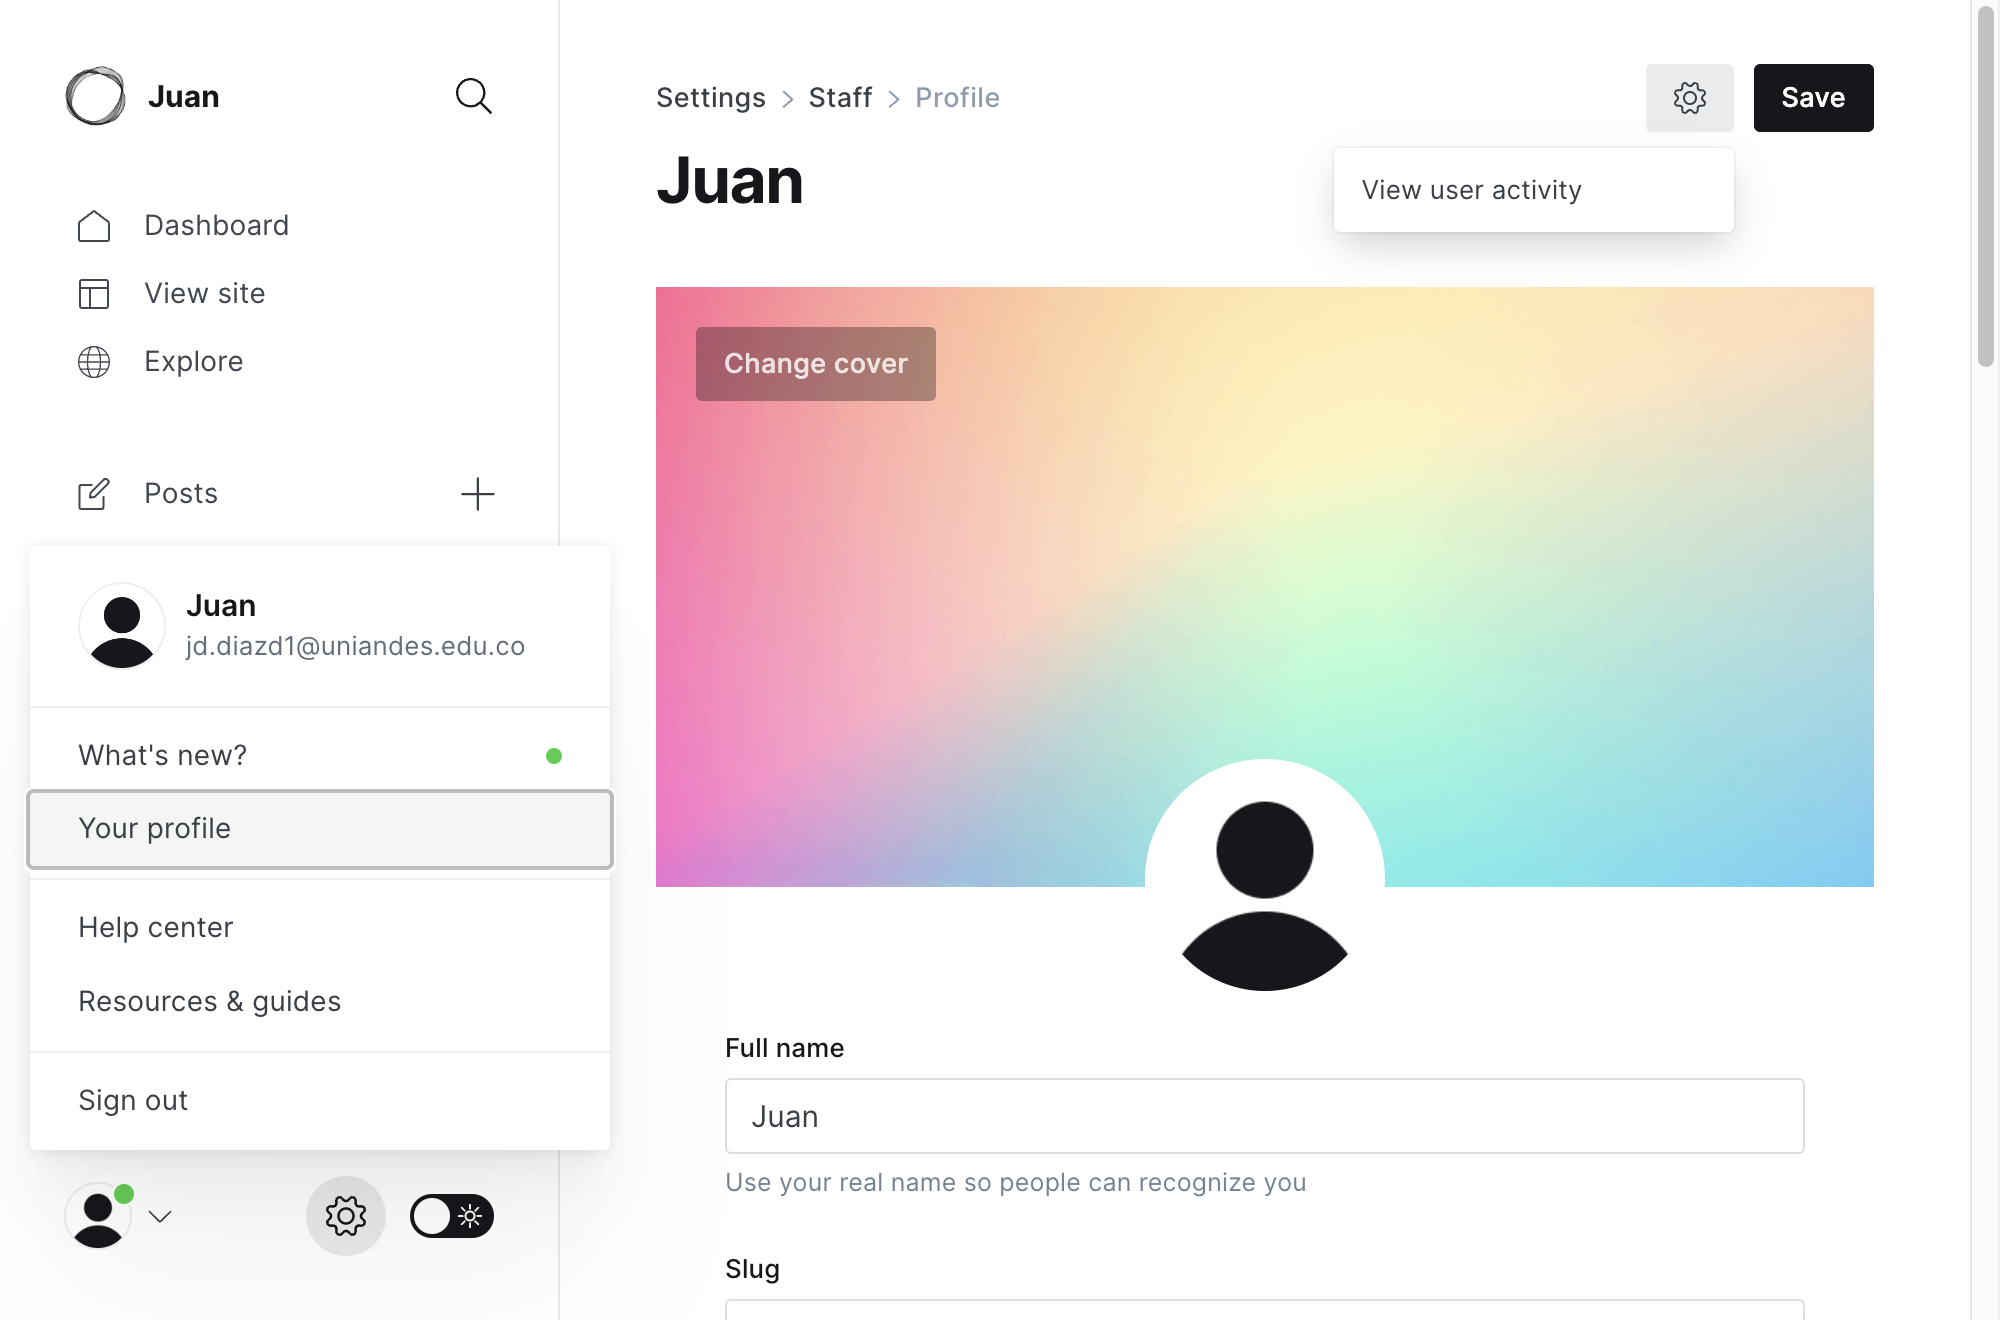 Juan
Dashboard
View site
Explore
Posts
Juan
jd.diazd1@uniandes.edu.co
What's new?
Your profile
Help center
Resources & guides
Sign out
Settings > Staff > Profile
Save
Juan
View user activity
Change cover
Full name
Juan
Use your real name so people can recognize you
Slug